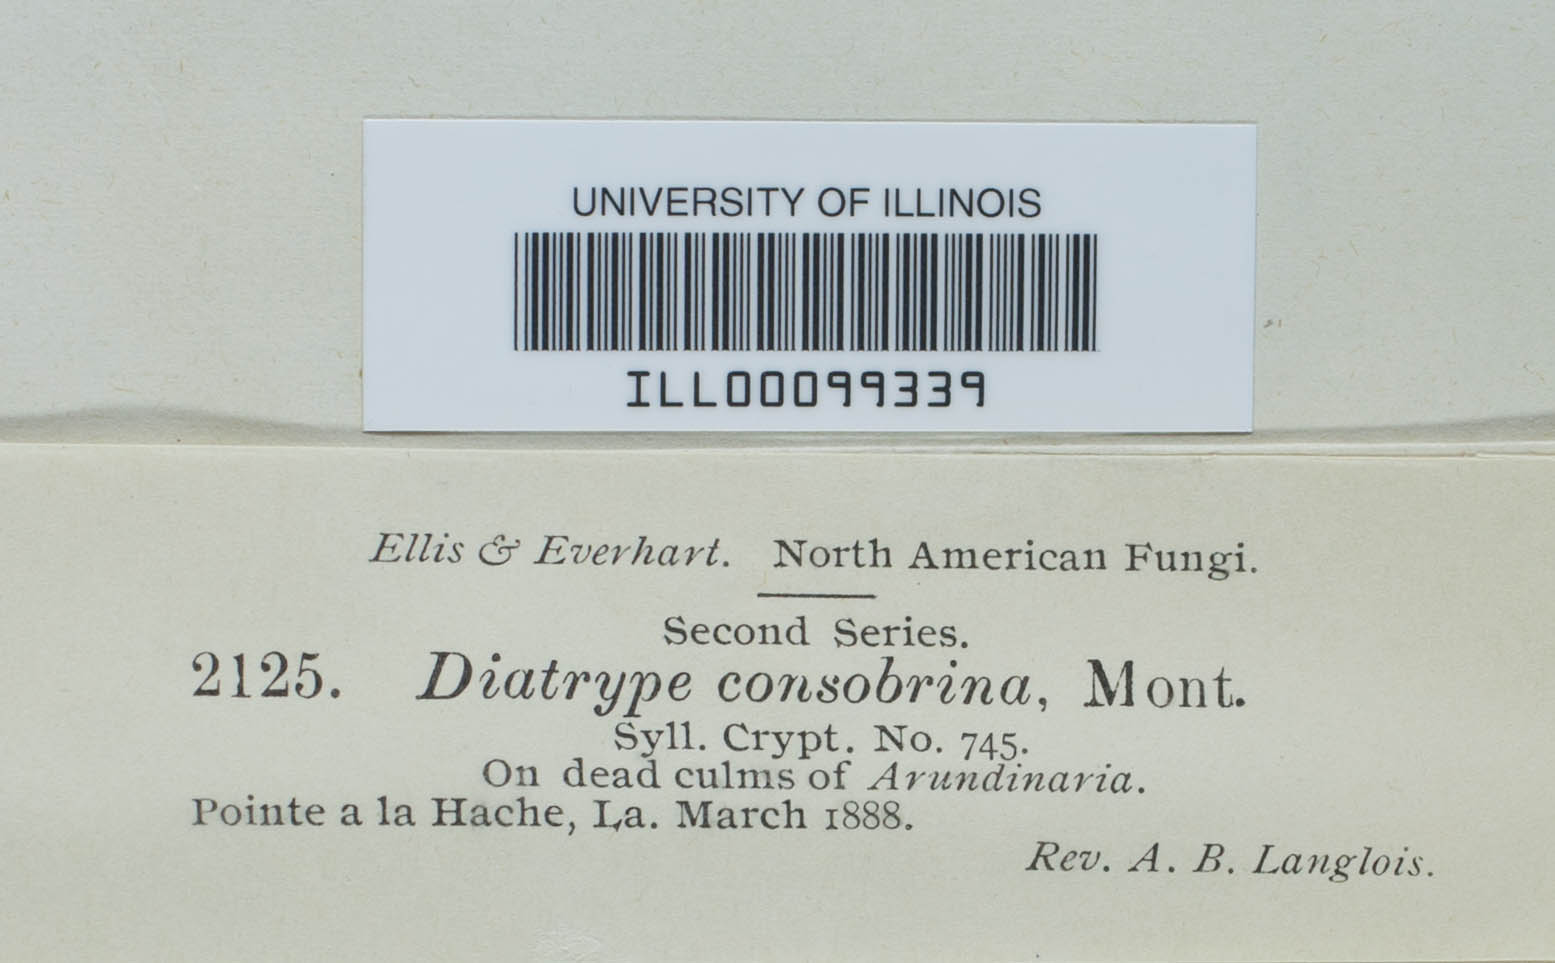 UNIVERSITY OF ILLINOIS
ILL00099339
Ellis & Everhart. North American Fungi.
Second Series.
2125. Diatrype consobrina, Mont.
Syll. Crypt. No. 745.
On dead culms of Arundinaria.
Pointe a la Hache, La. March 1888.
Rev. A. B. Langlois.